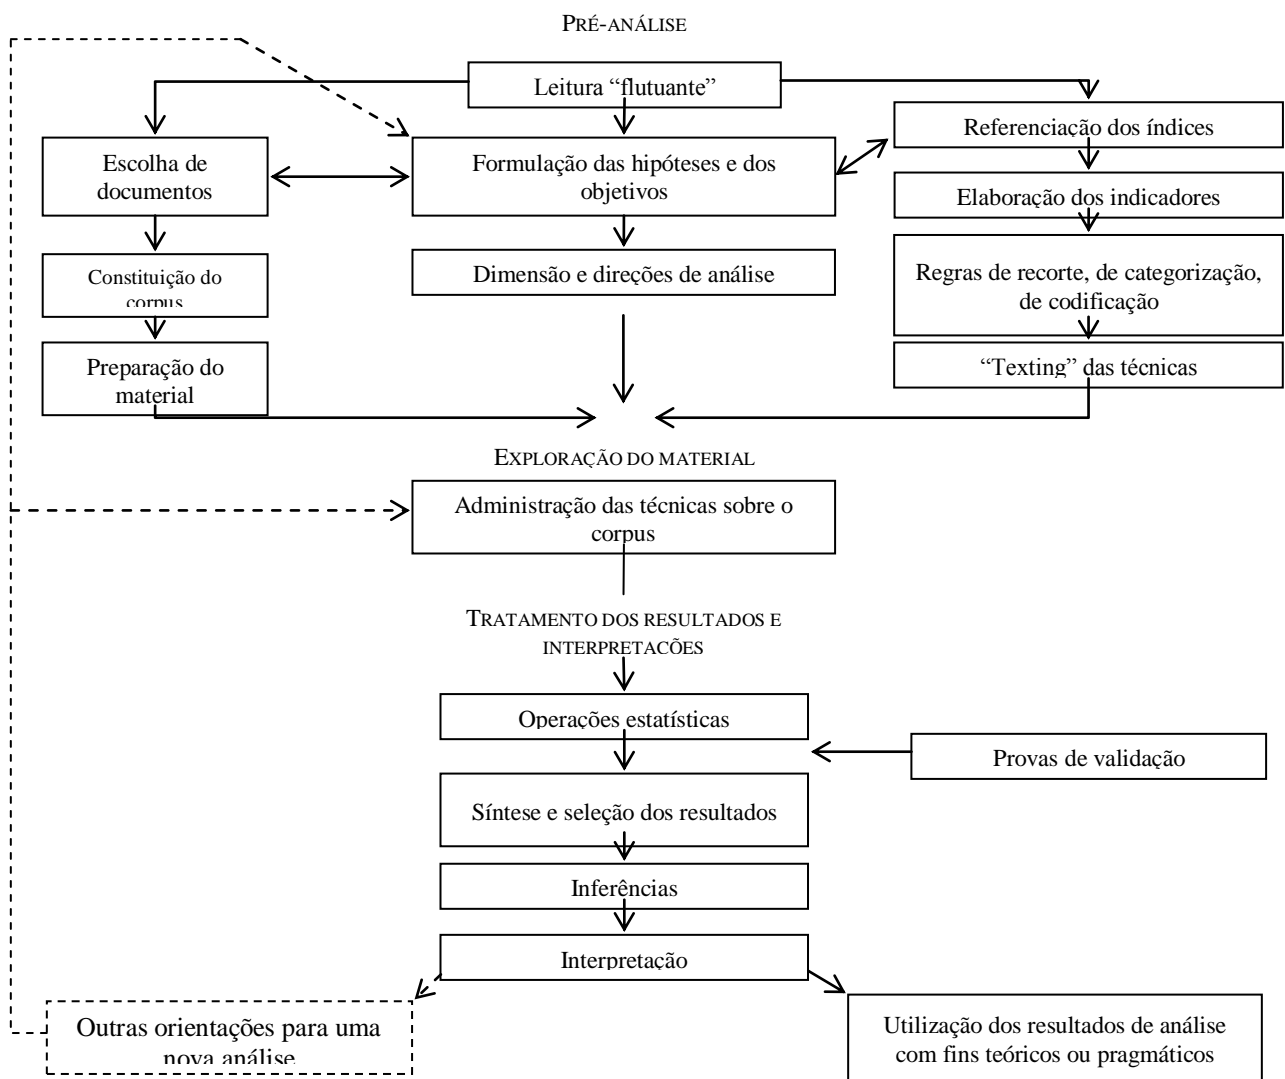 PRÉ-ANÁLISE
Leitura “flutuante”
Referenciação dos índices
Escolha de
documentos
Formulação das hipóteses e dos
objetivos
Elaboração dos indicadores
Constituição do
corpus
Dimensão e direções de análise
Regras de recorte, de categorização,
de codificação
Preparação do
material
“Texting” das técnicas
EXPLORAÇÃO DO MATERIAL
Administração das técnicas sobre o
corpus
TRATAMENTO DOS RESULTADOS E
INTERPRETAÇÕES
Operações estatísticas
Provas de validação
Síntese e seleção dos resultados
Inferências
Interpretação
Outras orientações para uma
nova análise
Utilização dos resultados de análise
com fins teóricos ou pragmáticos